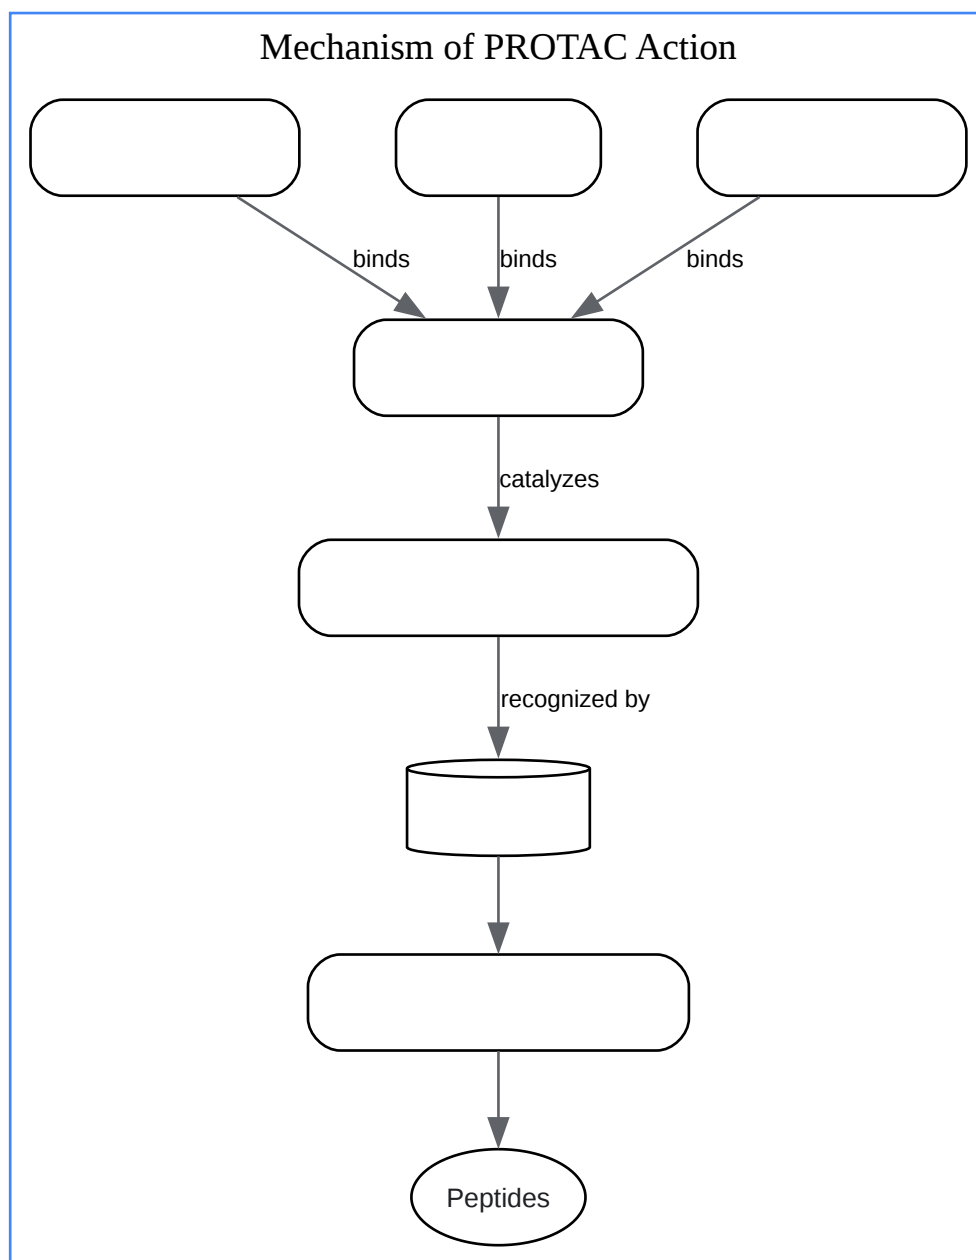 Mechanism of PROTAC Action
binds
binds
binds
catalyzes
recognized by
Peptides